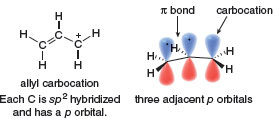 π bond
carbocation
H
H
H
C
+
C
C
H
H
H
H
H
H
H
allyl carbocation
Each C is sp2 hybridized
and has a p orbital.
three adjacent p orbitals